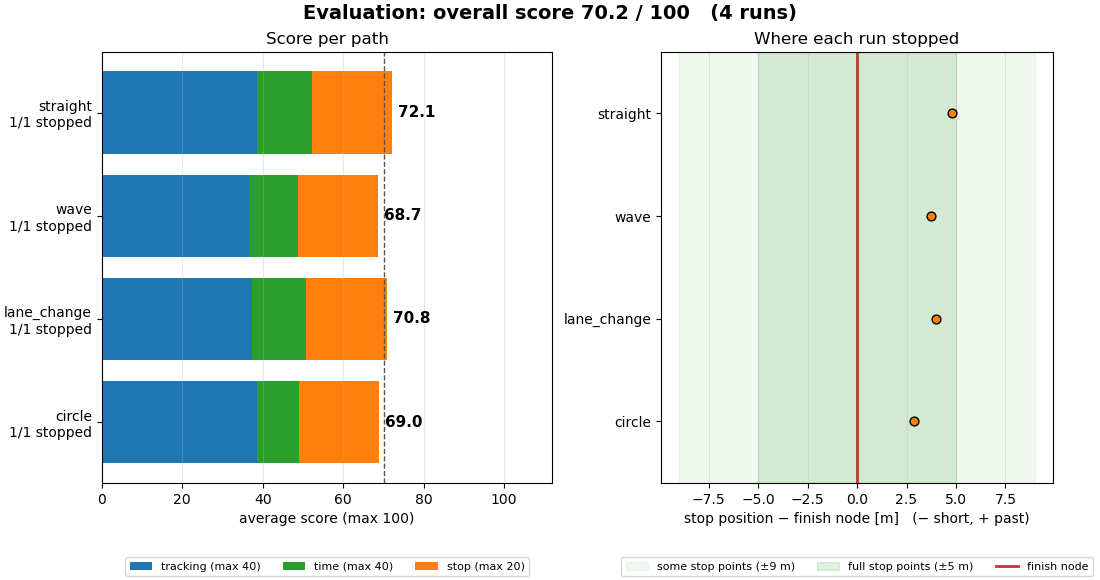 Evaluation: overall score 70.2 / 100   (4 runs)
Score per path
straight
1/1 stopped
72.1
wave
1/1 stopped
68.7
lane_change
1/1 stopped
70.8
circle
1/1 stopped
69.0
0 20 40 60 80 100
average score (max 100)
tracking (max 40) time (max 40) stop (max 20)
Where each run stopped
straight
wave
lane_change
circle
−7.5 −5.0 −2.5 0.0 2.5 5.0 7.5
stop position − finish node [m]   (− short, + past)
some stop points (±9 m) full stop points (±5 m) finish node